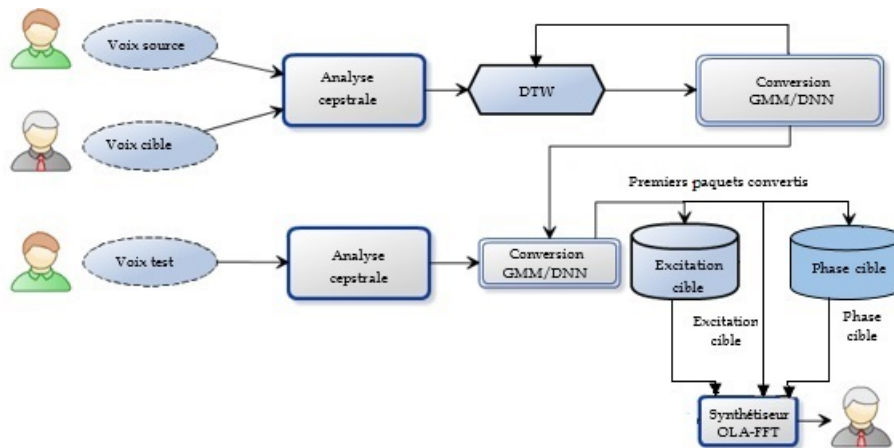 Voix source
Analyse
cepstrale
DTW
Conversion
GMM/DNN
Voix cible
Premiers paquets convertis
Voix test
Analyse
cepstrale
Conversion
GMM/DNN
Excitation
cible
Phase cible
Excitation
cible
Phase
cible
Synthétiseur
OLA-FFT